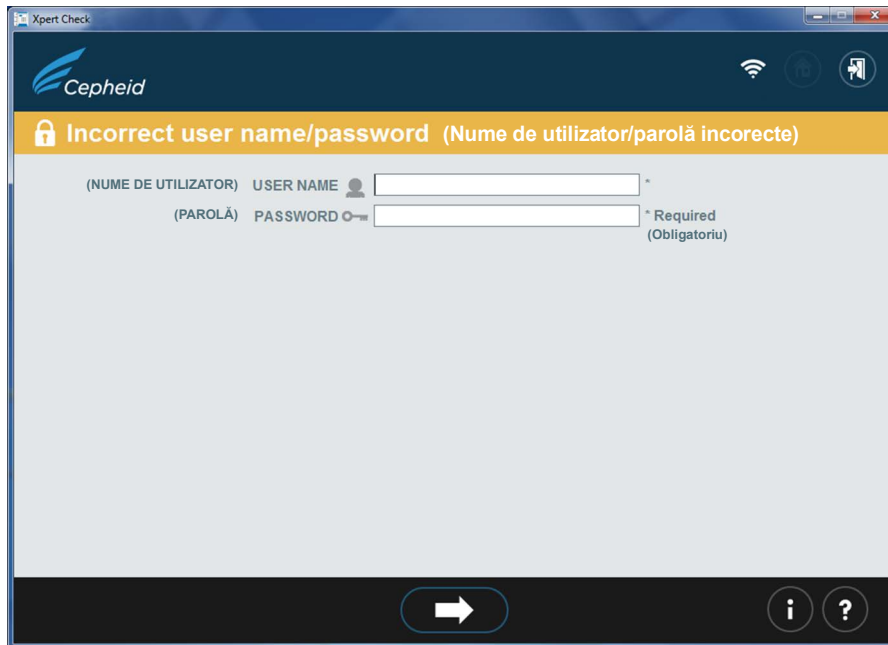 Xpert Check
Cepheid
Incorrect user name/password (Nume de utilizator/parolă incorecte)
(NUME DE UTILIZATOR) USER NAME *
(PAROLĂ) PASSWORD * Required
(Obligatoriu)
i ?